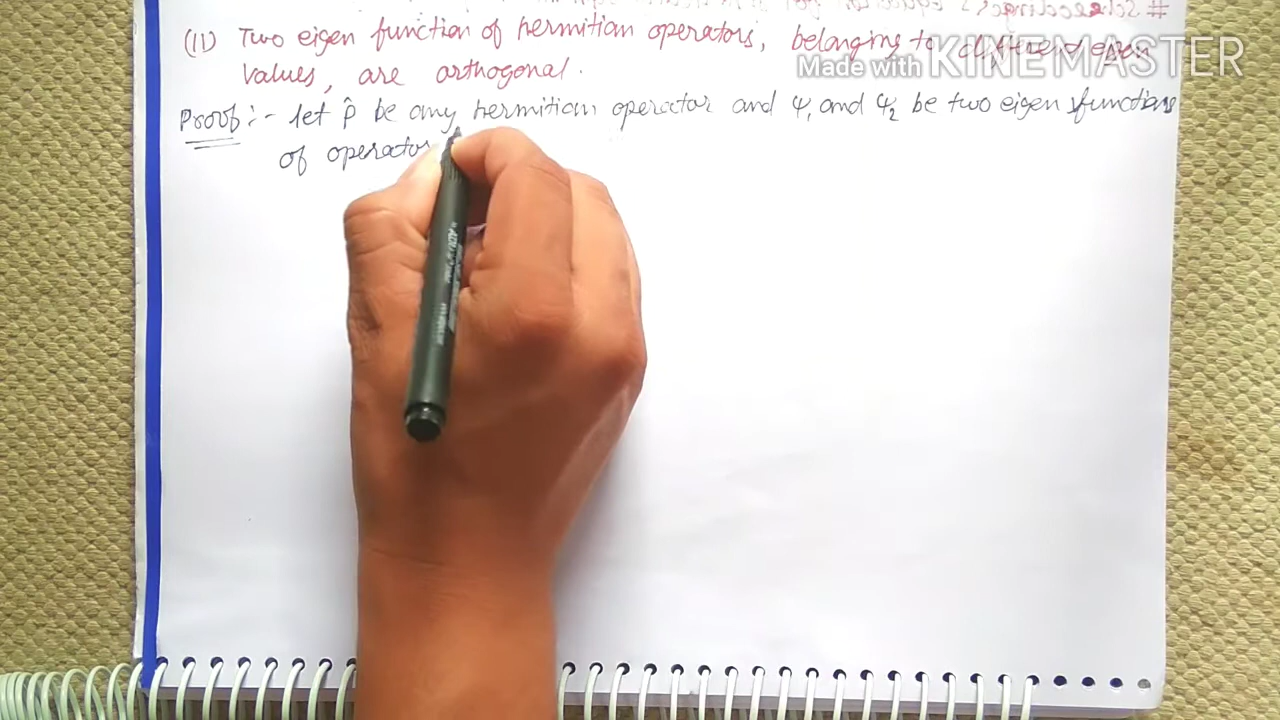 (11) Two eigen function of hermitian operators, belonging to different eigen
Made with KINEMASTER
values, are orthogonal.
Proof :- let p̂ be any hermitian operator and ψ₁ and ψ₂ be two eigen functions
of operator